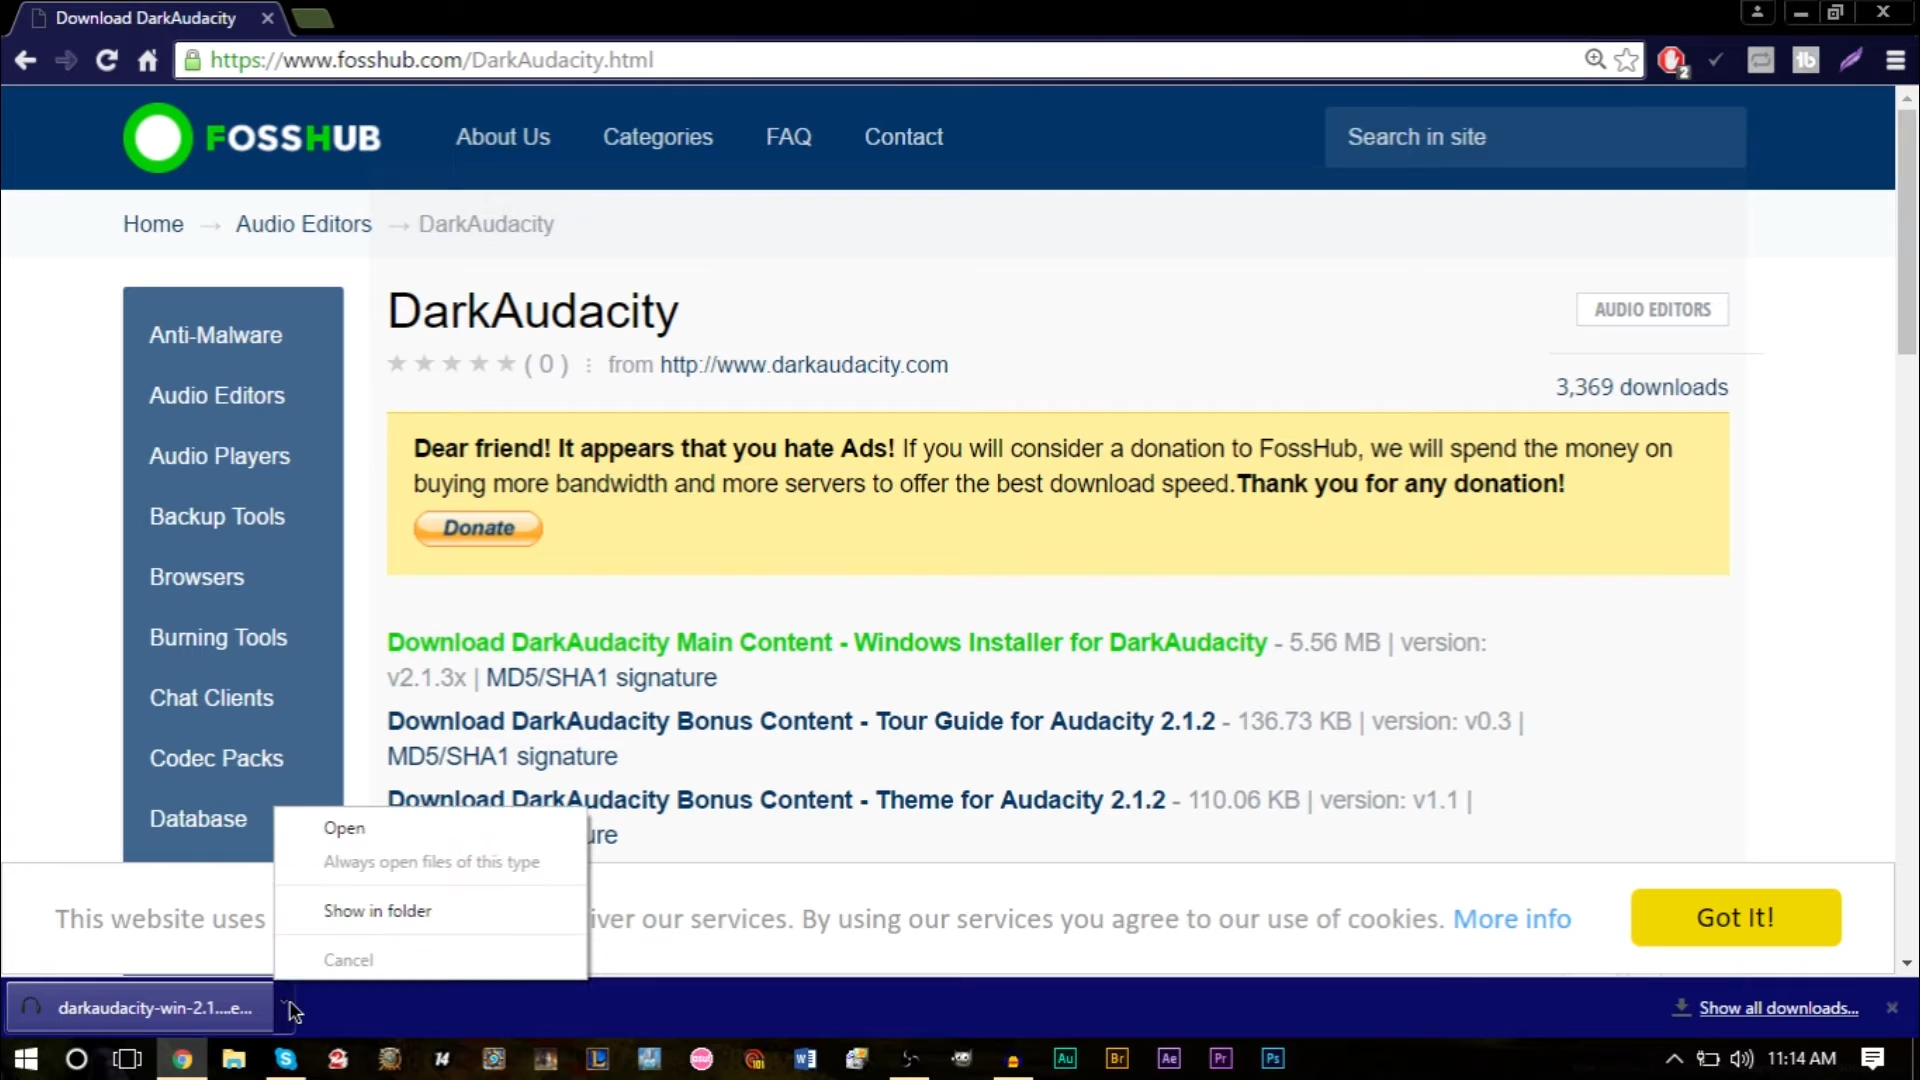 Download DarkAudacity
https://www.fosshub.com/DarkAudacity.html
2
FOSSHUB
About Us
Categories
FAQ
Contact
Search in site
Home → Audio Editors → DarkAudacity
Anti-Malware
Audio Editors
Audio Players
Backup Tools
Browsers
Burning Tools
Chat Clients
Codec Packs
Database
DarkAudacity
AUDIO EDITORS
( 0 ) from http://www.darkaudacity.com
3,369 downloads
Dear friend! It appears that you hate Ads! If you will consider a donation to FossHub, we will spend the money on
buying more bandwidth and more servers to offer the best download speed.Thank you for any donation!
Donate
Download DarkAudacity Main Content - Windows Installer for DarkAudacity - 5.56 MB | version:
v2.1.3x | MD5/SHA1 signature
Download DarkAudacity Bonus Content - Tour Guide for Audacity 2.1.2 - 136.73 KB | version: v0.3 |
MD5/SHA1 signature
Download DarkAudacity Bonus Content - Theme for Audacity 2.1.2 - 110.06 KB | version: v1.1 |
ure
Open
Always open files of this type
Show in folder
Cancel
This website uses
iver our services. By using our services you agree to our use of cookies. More info
Got It!
darkaudacity-win-2.1....e...
Show all downloads...
14
Au
Br
Ae
Pr
Ps
11:14 AM